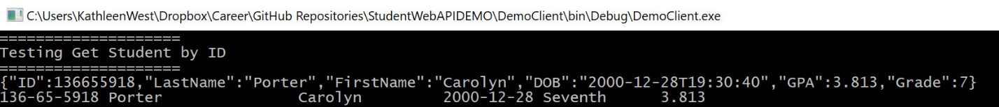 C:\Users\KathleenWest\Dropbox\Career\GitHub Repositories\StudentWebAPIDEMO\DemoClient\bin\Debug\DemoClient.exe
====================
Testing Get Student by ID
====================
{"ID":136655918,"LastName":"Porter","FirstName":"Carolyn","DOB":"2000-12-28T19:30:40","GPA":3.813,"Grade":7}
136-65-5918 Porter Carolyn 2000-12-28 Seventh 3.813